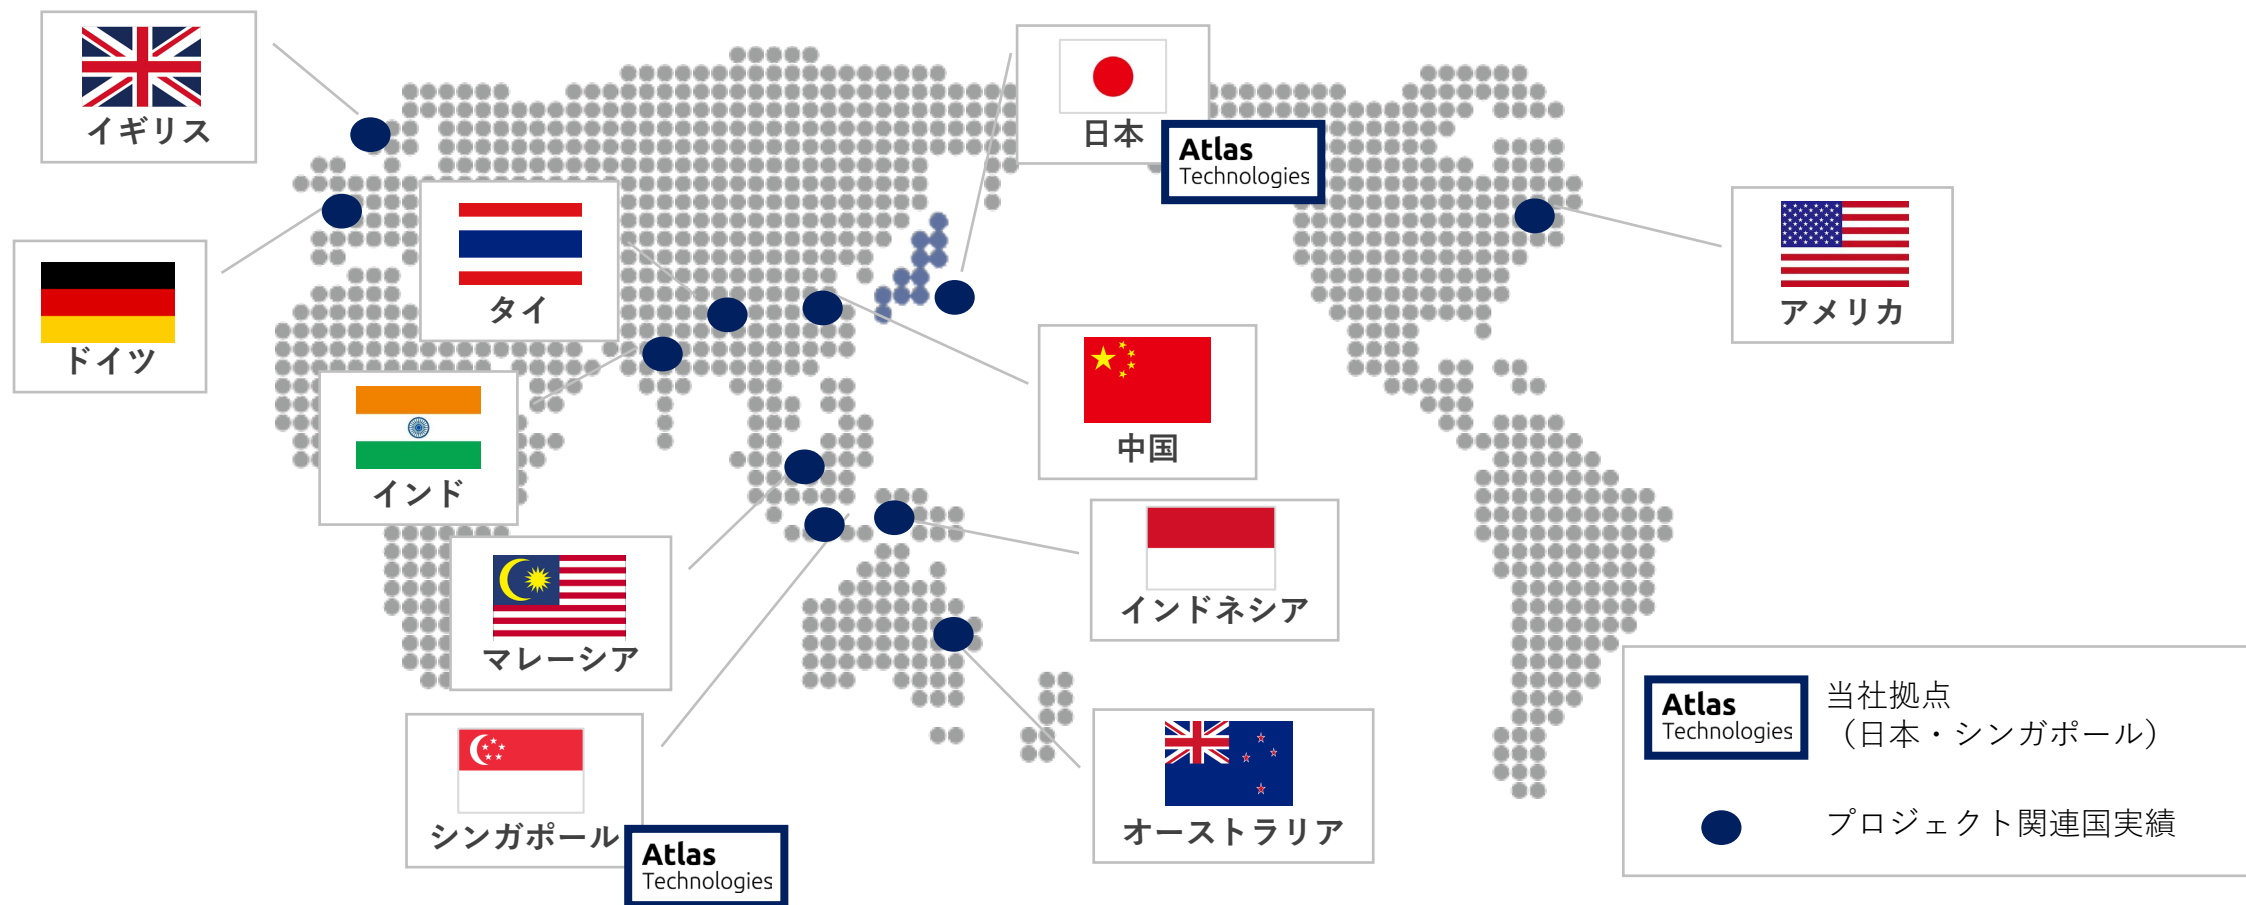 イギリス
日本
Atlas
Technologies
タイ
アメリカ
ドイツ
中国
インド
インドネシア
マレーシア
シンガポール
Atlas
Technologies
オーストラリア
Atlas
Technologies
当社拠点
（日本・シンガポール）
プロジェクト関連国実績